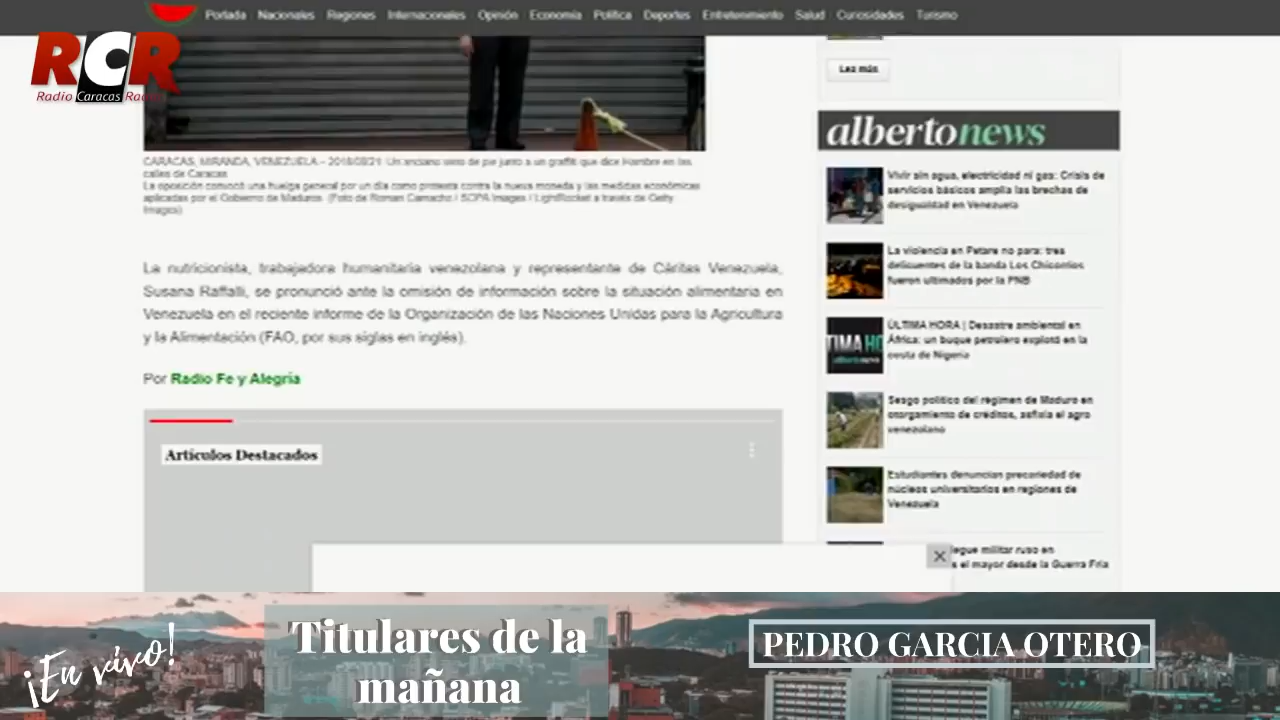 Portada Nacionales Regiones Internacionales Opinión Economía Política Deportes Entretenimiento Salud Curiosidades Turismo
RCR
Radio Caracas Radio
CARACAS, MIRANDA, VENEZUELA – 2018/08/21: Un anciano visto de pie junto a un graffiti que dice Hambre en las
calles de Caracas
La oposición convocó una huelga general por un día como protesta contra la nueva moneda y las medidas económicas
aplicadas por el Gobierno de Maduros. (Foto de Roman Camacho / SOPA Images / LightRocket a través de Getty
Images)
La nutricionista, trabajadora humanitaria venezolana y representante de Cáritas Venezuela,
Susana Raffalli, se pronunció ante la omisión de información sobre la situación alimentaria en
Venezuela en el reciente informe de la Organización de las Naciones Unidas para la Agricultura
y la Alimentación (FAO, por sus siglas en inglés).
Por Radio Fe y Alegría
Artículos Destacados
Lee más
albertonews
Vivir sin agua, electricidad ni gas: Crisis de
servicios básicos amplía las brechas de
desigualdad en Venezuela
La violencia en Petare no para: tres
delicuentes de la banda Los Chicorrios
fueron ultimados por la PNB
TIMA HO
albertonews
ÚLTIMA HORA | Desastre ambiental en
África: un buque petrolero explotó en la
costa de Nigeria
Sesgo político del régimen de Maduro en
otorgamiento de créditos, asfixia el agro
venezolano
Estudiantes denuncian precariedad de
núcleos universitarios en regiones de
Venezuela
legue militar ruso en
s el mayor desde la Guerra Fría
¡En vivo!
Titulares de la
mañana
PEDRO GARCIA OTERO